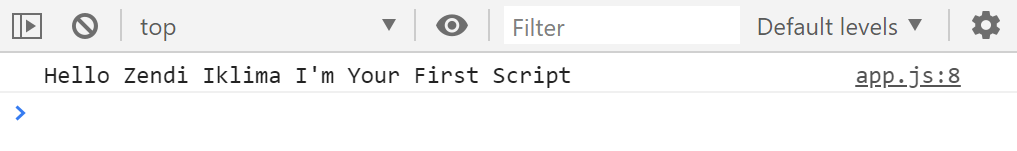 top Filter Default levels
Hello Zendi Iklima I'm Your First Script app.js:8